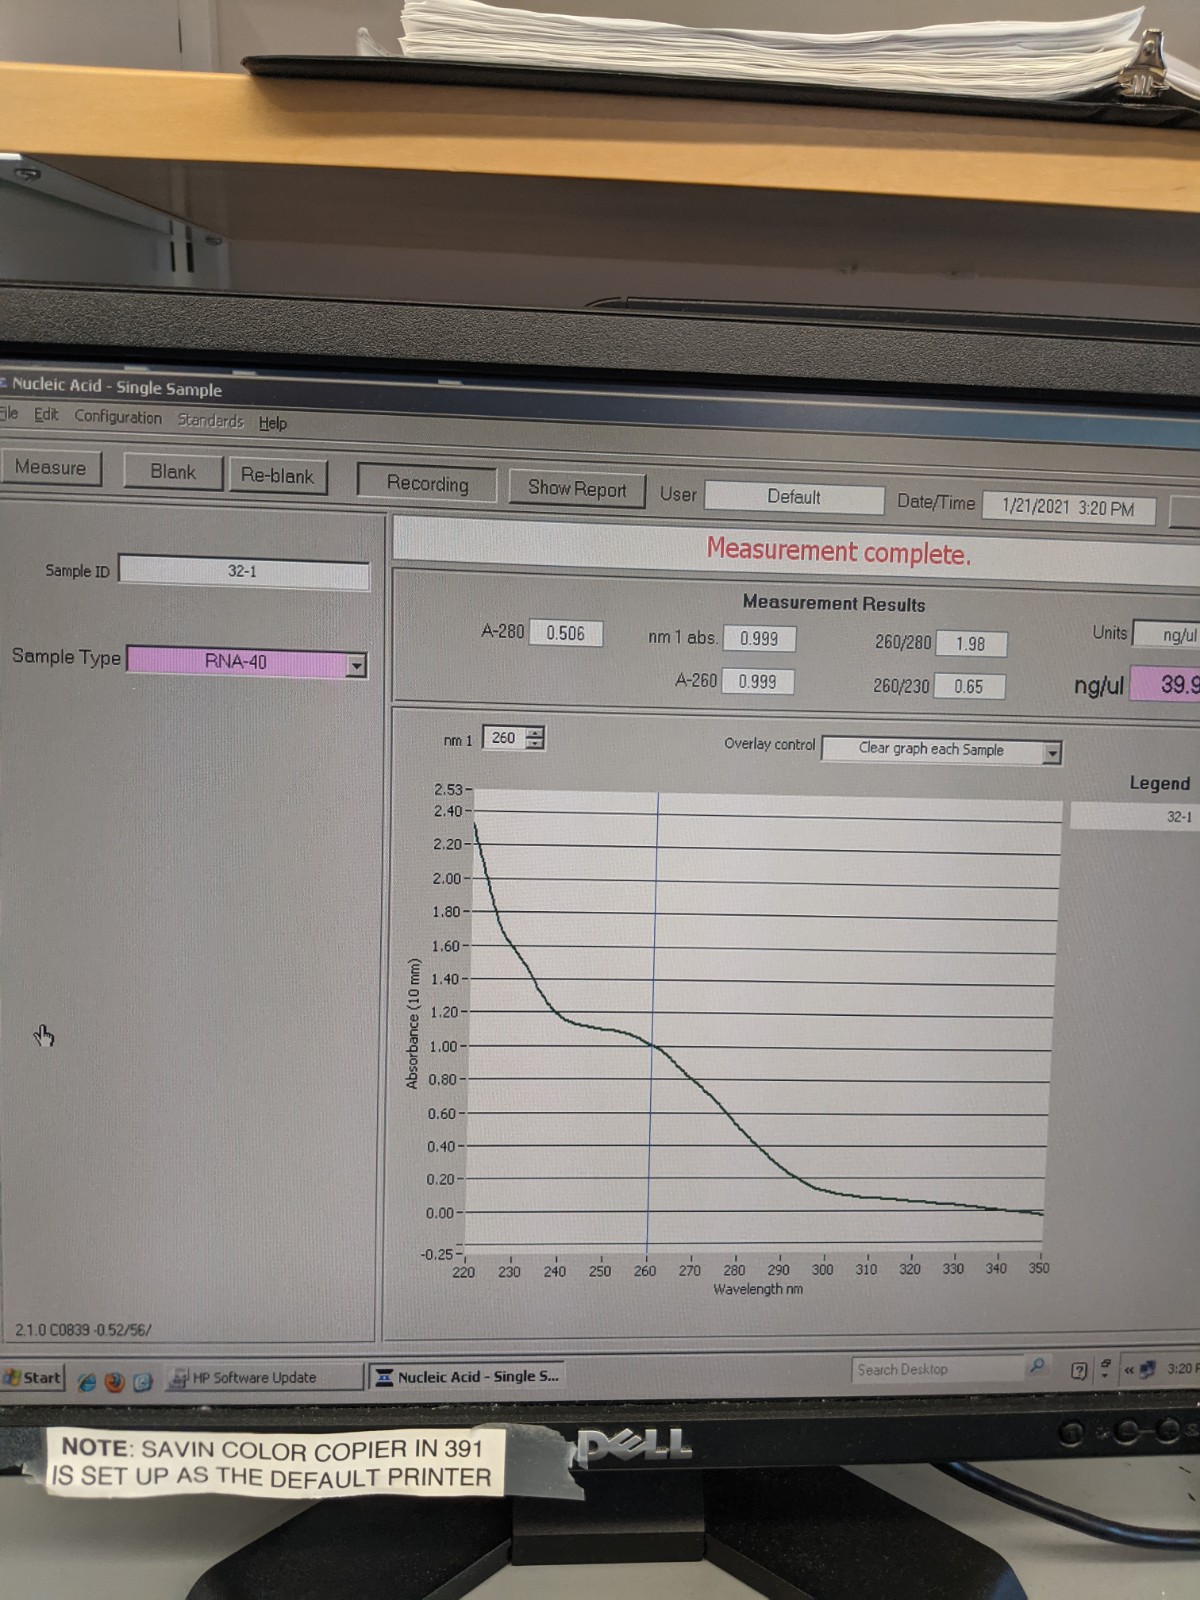 Nucleic Acid - Single Sample
File Edit Configuration Standards Help
Measure Blank Re-blank Recording Show Report User Default Date/Time 1/21/2021 3:20 PM
Measurement complete.
Sample ID 32-1
Sample Type RNA-40
Measurement Results
A-280 0.506 nm 1 abs. 0.999 260/280 1.98 Units ng/ul
A-260 0.999 260/230 0.65 ng/ul 39.9
nm 1 260 Overlay control Clear graph each Sample
Legend
32-1
2.53
2.40
2.20
2.00
1.80
1.60
1.40
1.20
1.00
0.80
0.60
0.40
0.20
0.00
-0.25
Absorbance (10 mm)
220 230 240 250 260 270 280 290 300 310 320 330 340 350
Wavelength nm
2.1.0 C0839 -0.52/56/
Start HP Software Update Nucleic Acid - Single S... Search Desktop 3:20
DELL
NOTE: SAVIN COLOR COPIER IN 391
IS SET UP AS THE DEFAULT PRINTER